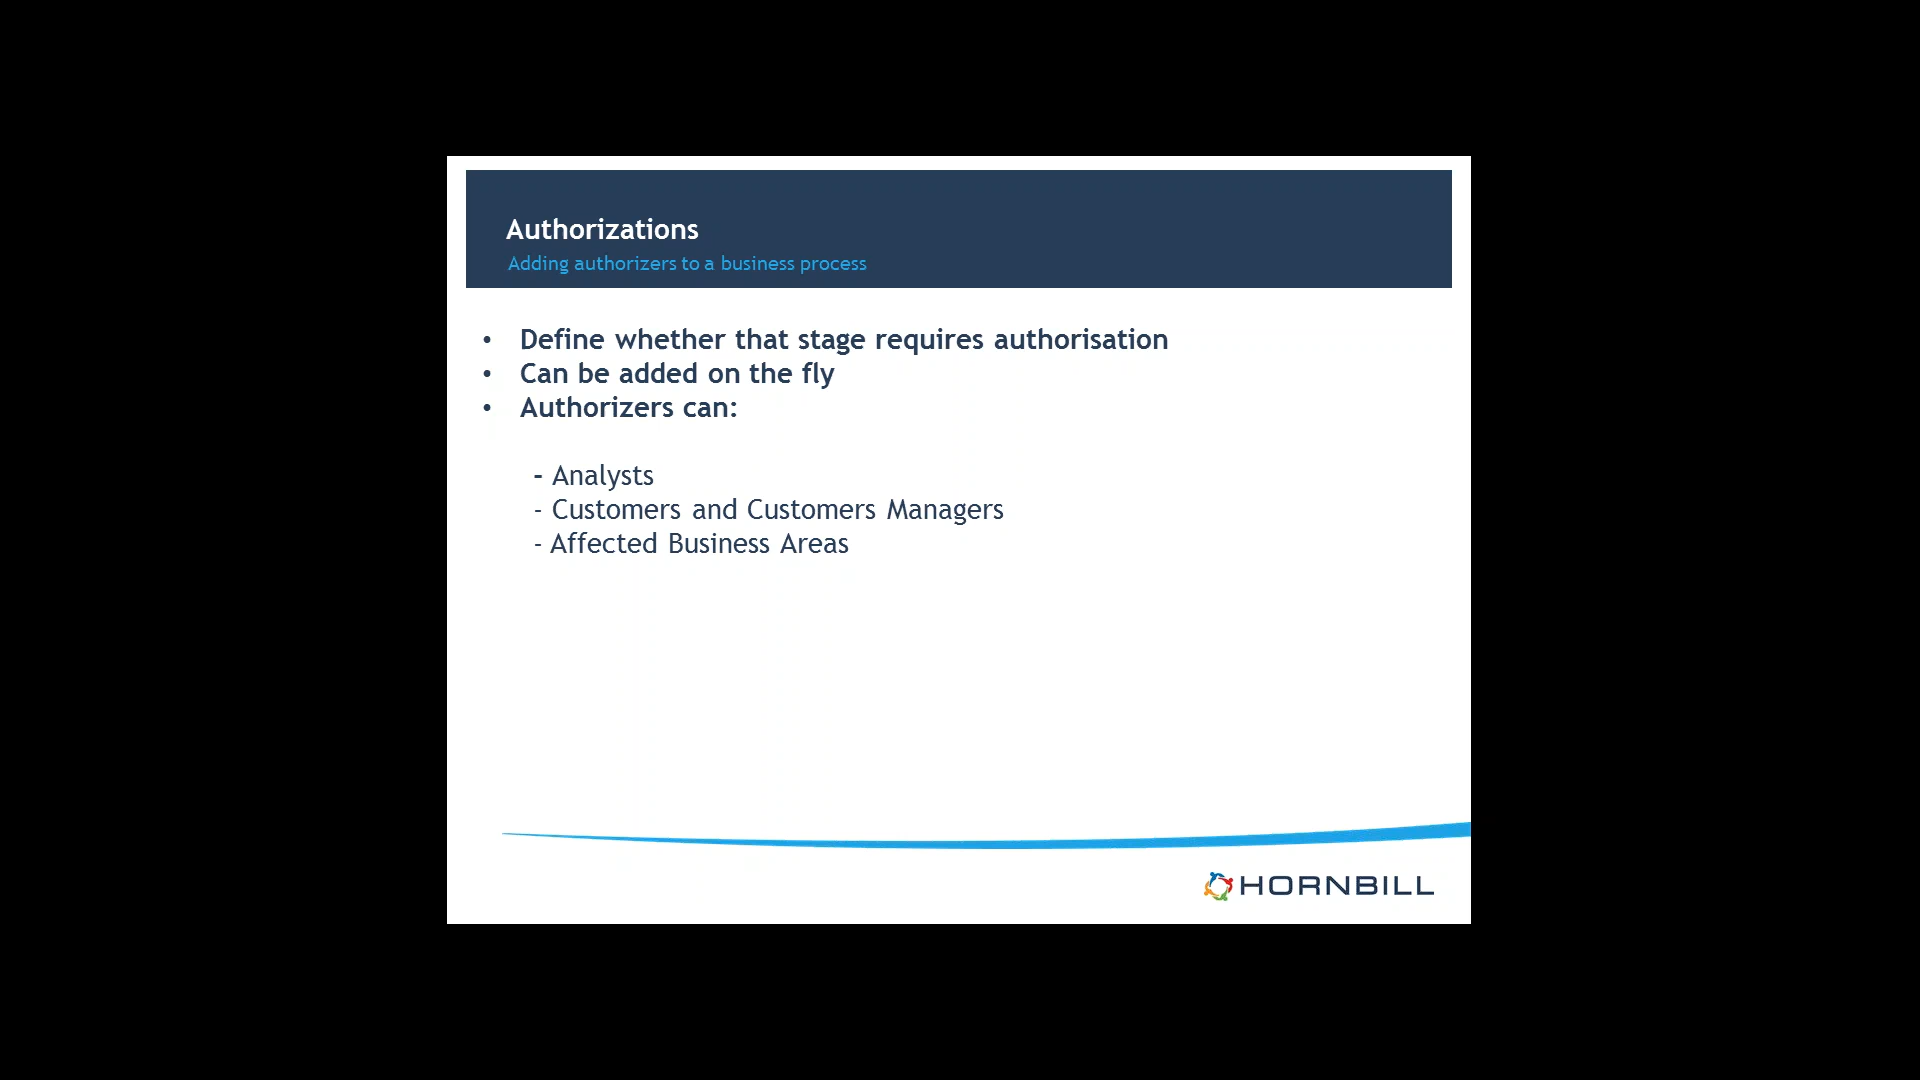 Authorizations
Adding authorizers to a business process
• Define whether that stage requires authorisation
• Can be added on the fly
• Authorizers can:
- Analysts
- Customers and Customers Managers
- Affected Business Areas
HORNBILL